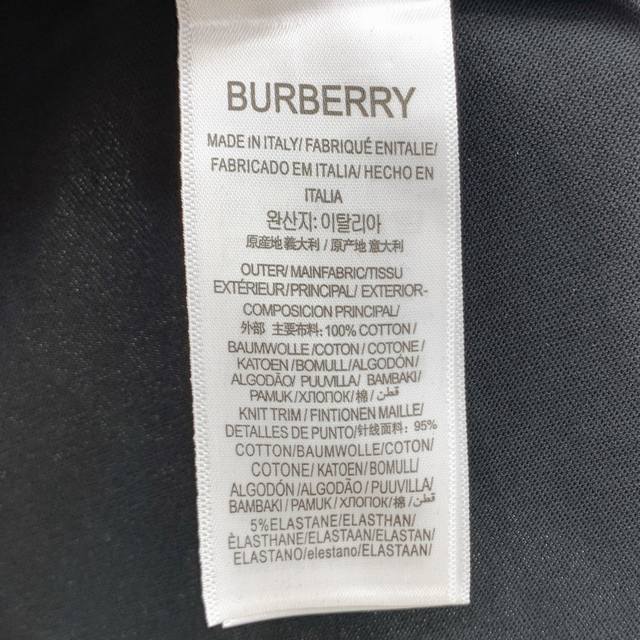 BURBERRY
MADE IN ITALY/ FABRIQUÉ ENITALIE/
FABRICADO EM ITALIA/ HECHO EN
ITALIA
완산지: 이탈리아
原産地 義大利 / 原产地 意大利
OUTER/ MAINFABRIC/TISSU
EXTÉRIEUR/PRINCIPAL/ EXTERIOR-
COMPOSICION PRINCIPAL/
外部 主要布料: 100% COTTON/
BAUMWOLLE /COTON / COTONE/
KATOEN / BOMULL/ ALGODÓN/
ALGODÃO/ PUUVILLA/ BAMBAKI/
PAMUK / ХЛОПОК/ 棉/ قطن/
KNIT TRIM / FINTIONEN MAILLE/
DETALLES DE PUNTO/针线面料: 95%
COTTON/BAUMWOLLE/COTON/
COTONE/ KATOEN/ BOMULL/
ALGODÓN /ALGODÃO / PUUVILLA/
BAMBAKI / PAMUK / ХЛОПОК/棉/ قطن/
5%ELASTANE/ELASTHAN/
ÈLASTHANE/ELASTAAN/ELASTAN/
ELASTANO/elestano/ELASTAAN/